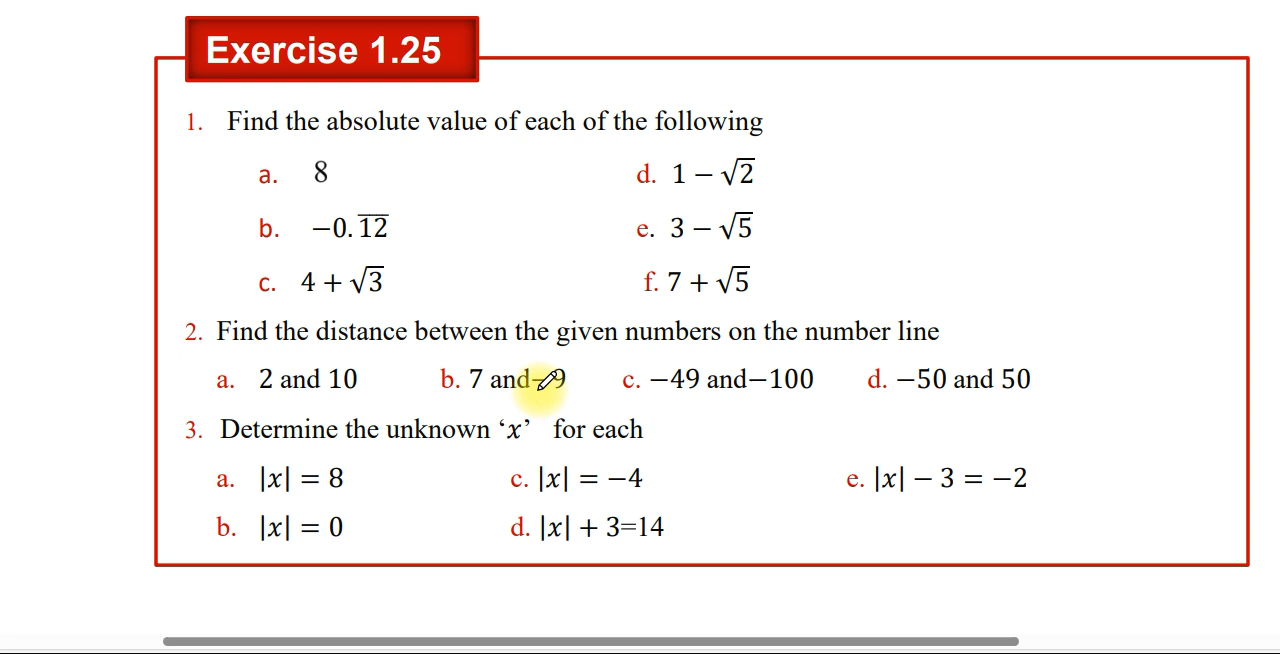 Exercise 1.25
1. Find the absolute value of each of the following
a. 8
d. 1 − √2
b. −0.1̅2̅
e. 3 − √5
c. 4 + √3
f. 7 + √5
2. Find the distance between the given numbers on the number line
a. 2 and 10 b. 7 and−9 c. −49 and−100 d. −50 and 50
3. Determine the unknown ‘x’ for each
a. |x| = 8 c. |x| = −4 e. |x| − 3 = −2
b. |x| = 0 d. |x| + 3=14